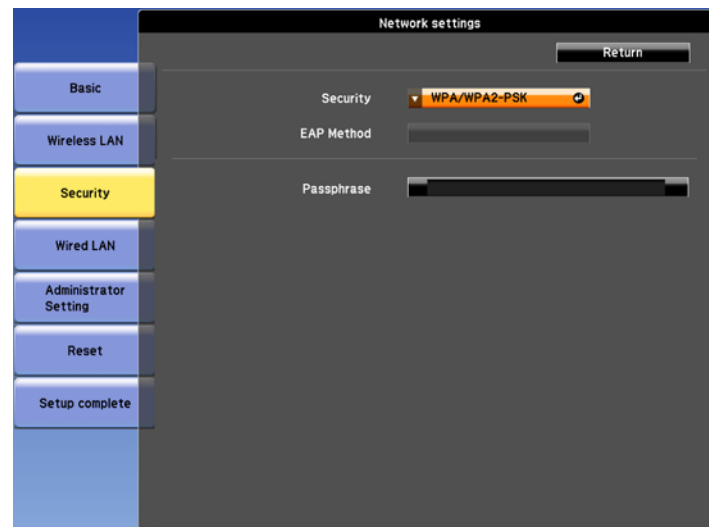 Network settings
Return
Basic
Wireless LAN
Security
Wired LAN
Administrator
Setting
Reset
Setup complete
Security
WPA/WPA2-PSK
EAP Method
Passphrase